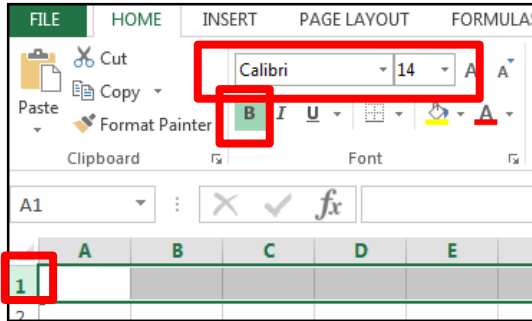 FILE HOME INSERT PAGE LAYOUT FORMULAS
Cut
Copy
Paste
Format Painter
Calibri 14 A A
B I U A
Clipboard Font
A1 fx
A B C D E
1
2